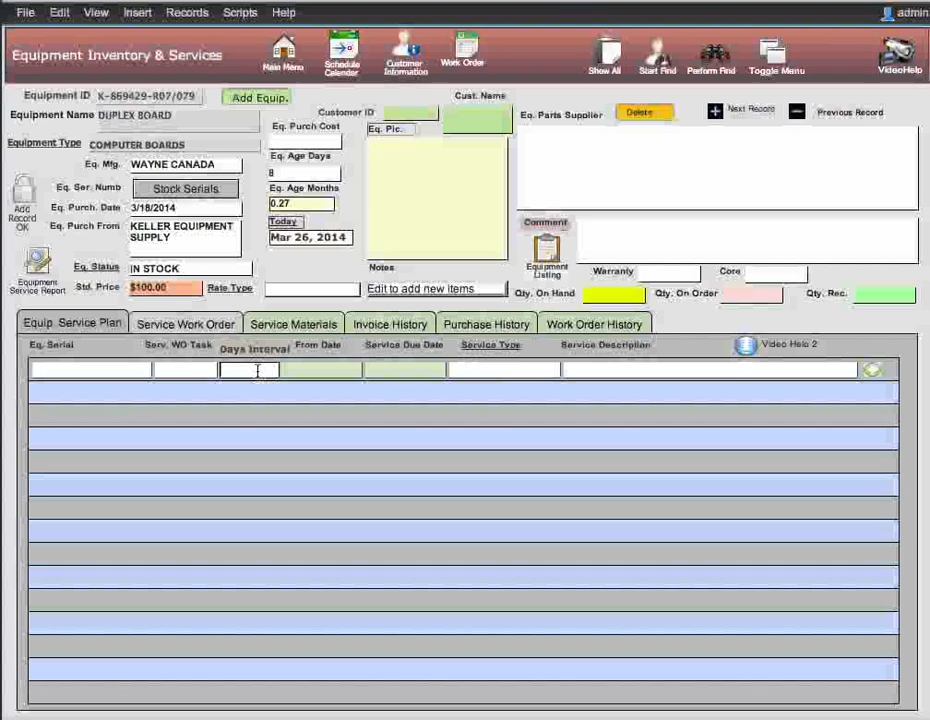 File Edit View Insert Records Scripts Help admin
Equipment Inventory & Services
Main Menu
Schedule Calender
Customer Information
Work Order
Show All
Start Find
Perform Find
Toggle Menu
VideoHelp
Equipment ID K-859429-R07/079
Add Equip.
Equipment Name DUPLEX BOARD
Equipment Type COMPUTER BOARDS
Eq. Mfg. WAYNE CANADA
Eq. Ser. Numb Stock Serials
Eq. Purch. Date 3/18/2014
Eq. Purch From KELLER EQUIPMENT
SUPPLY
Eq. Status IN STOCK
Std. Price $100.00 Rate Type
Add
Record
OK
Equipment
Service Report
Customer ID
Cust. Name
Eq. Purch Cost
Eq. Age Days
8
Eq. Age Months
0.27
Today
Mar 26, 2014
Eq. Pic.
Notes
Edit to add new items
Eq. Parts Supplier
Delete
Next Record
Previous Record
Comment
Equipment
Listing
Warranty Core
Qty. On Hand Qty. On Order Qty. Rec.
Equip Service Plan Service Work Order Service Materials Invoice History Purchase History Work Order History
Eq. Serial Serv. WO Task Days Interval From Date Service Due Date Service Type Service Description Video Help 2